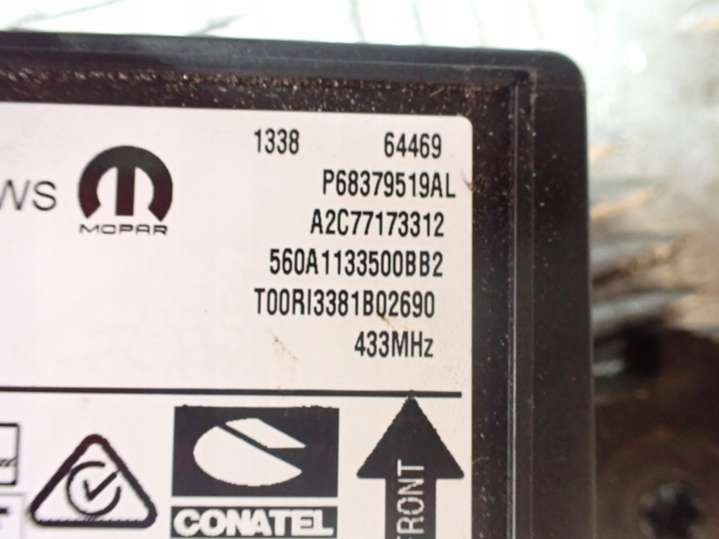 1338 64469
WS MOPAR P68379519AL
A2C77173312
560A1133500BB2
T00RI3381B02690
433MHz
CONATEL
FRONT